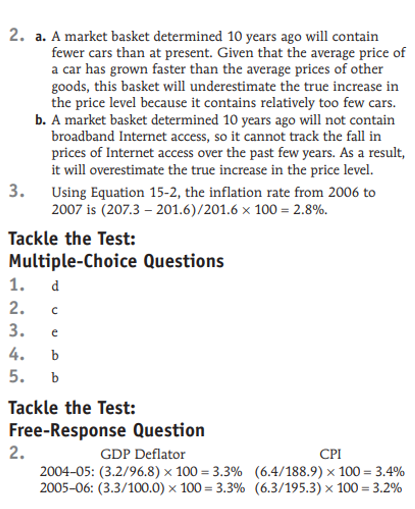 2. a. A market basket determined 10 years ago will contain
fewer cars than at present. Given that the average price of
a car has grown faster than the average prices of other
goods, this basket will underestimate the true increase in
the price level because it contains relatively too few cars.
b. A market basket determined 10 years ago will not contain
broadband Internet access, so it cannot track the fall in
prices of Internet access over the past few years. As a result,
it will overestimate the true increase in the price level.
3. Using Equation 15-2, the inflation rate from 2006 to
2007 is (207.3 – 201.6)/201.6 × 100 = 2.8%.
Tackle the Test:
Multiple-Choice Questions
1. d
2. c
3. e
4. b
5. b
Tackle the Test:
Free-Response Question
2. GDP Deflator CPI
2004-05: (3.2/96.8) × 100 = 3.3% (6.4/188.9) × 100 = 3.4%
2005-06: (3.3/100.0) × 100 = 3.3% (6.3/195.3) × 100 = 3.2%